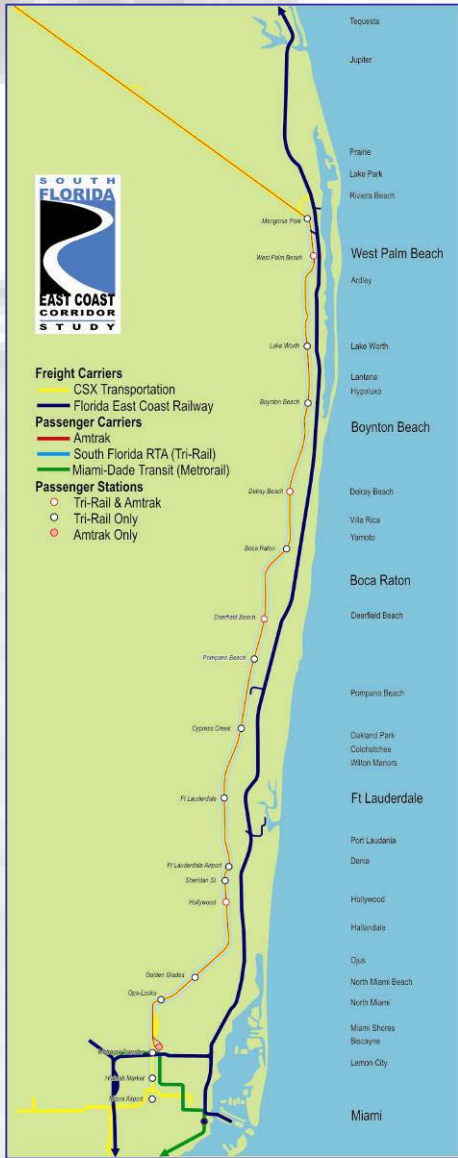 SOUTH
FLORIDA
EAST COAST
CORRIDOR
STUDY
Freight Carriers
CSX Transportation
Florida East Coast Railway
Passenger Carriers
Amtrak
South Florida RTA (Tri-Rail)
Miami-Dade Transit (Metrorail)
Passenger Stations
Tri-Rail & Amtrak
Tri-Rail Only
Amtrak Only
Mangonia Park
West Palm Beach
Lake Worth
Boynton Beach
Delray Beach
Boca Raton
Deerfield Beach
Pompano Beach
Cypress Creek
Ft Lauderdale
Ft Lauderdale Airport
Sheridan St
Hollywood
Golden Glades
Opa-Locka
Metrorail Transfer
Hialeah Market
Miami Airport
Tequesta
Jupiter
Prairie
Lake Park
Riviera Beach
West Palm Beach
Ardley
Lake Worth
Lantana
Hypoluxo
Boynton Beach
Delray Beach
Villa Rica
Yamoto
Boca Raton
Deerfield Beach
Pompano Beach
Oakland Park
Colohatchee
Wilton Manors
Ft Lauderdale
Port Laudania
Dania
Hollywood
Hallandale
Ojus
North Miami Beach
North Miami
Miami Shores
Biscayne
Lemon City
Miami